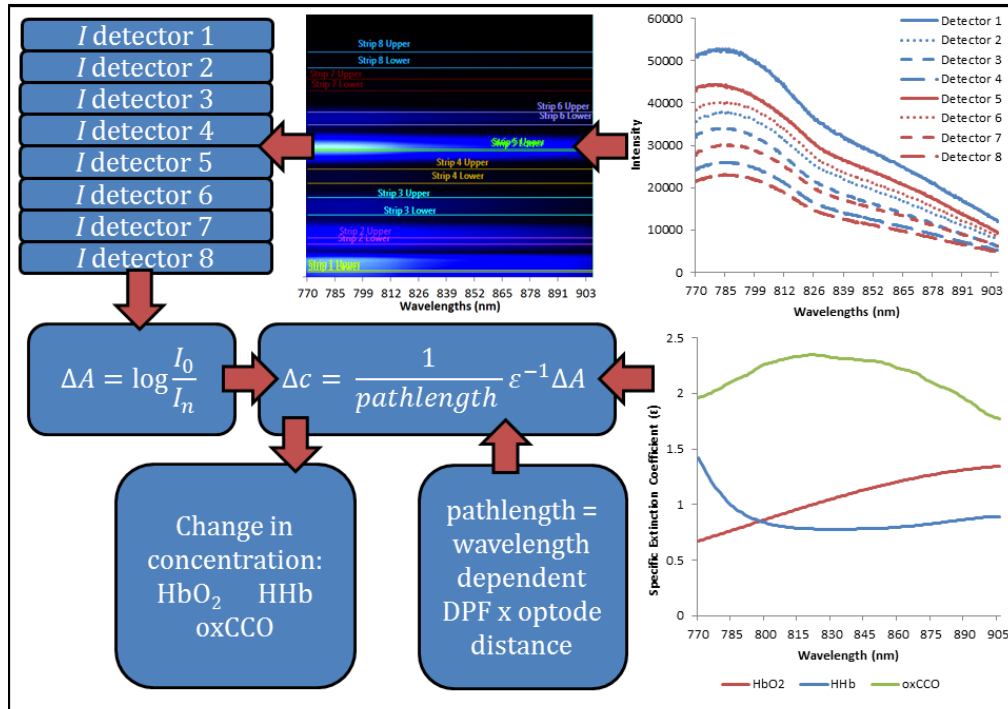 I detector 1
I detector 2
I detector 3
I detector 4
I detector 5
I detector 6
I detector 7
I detector 8
Strip 8 Upper
Strip 8 Lower
Strip 7 Upper
Strip 7 Lower
Strip 6 Upper
Strip 6 Lower
Strip 5 Upper
Strip 4 Upper
Strip 4 Lower
Strip 3 Upper
Strip 3 Lower
Strip 2 Upper
Strip 2 Lower
Strip 1 Upper
770 785 799 812 826 839 852 865 878 891 903
Wavelengths (nm)
Intensity
60000
50000
40000
30000
20000
10000
0
770 785 799 812 826 839 852 865 878 891 903
Wavelengths (nm)
Detector 1
Detector 2
Detector 3
Detector 4
Detector 5
Detector 6
Detector 7
Detector 8
ΔA = log I₀/Iₙ
Δc = 1/pathlength ε⁻¹ΔA
Change in
concentration:
HbO₂ HHb
oxCCO
pathlength =
wavelength
dependent
DPF x optode
distance
Specific Extinction Coefficient (ε)
2.5
2
1.5
1
0.5
0
770 785 800 815 830 845 860 875 890 905
Wavelength (nm)
HbO2 HHb oxCCO